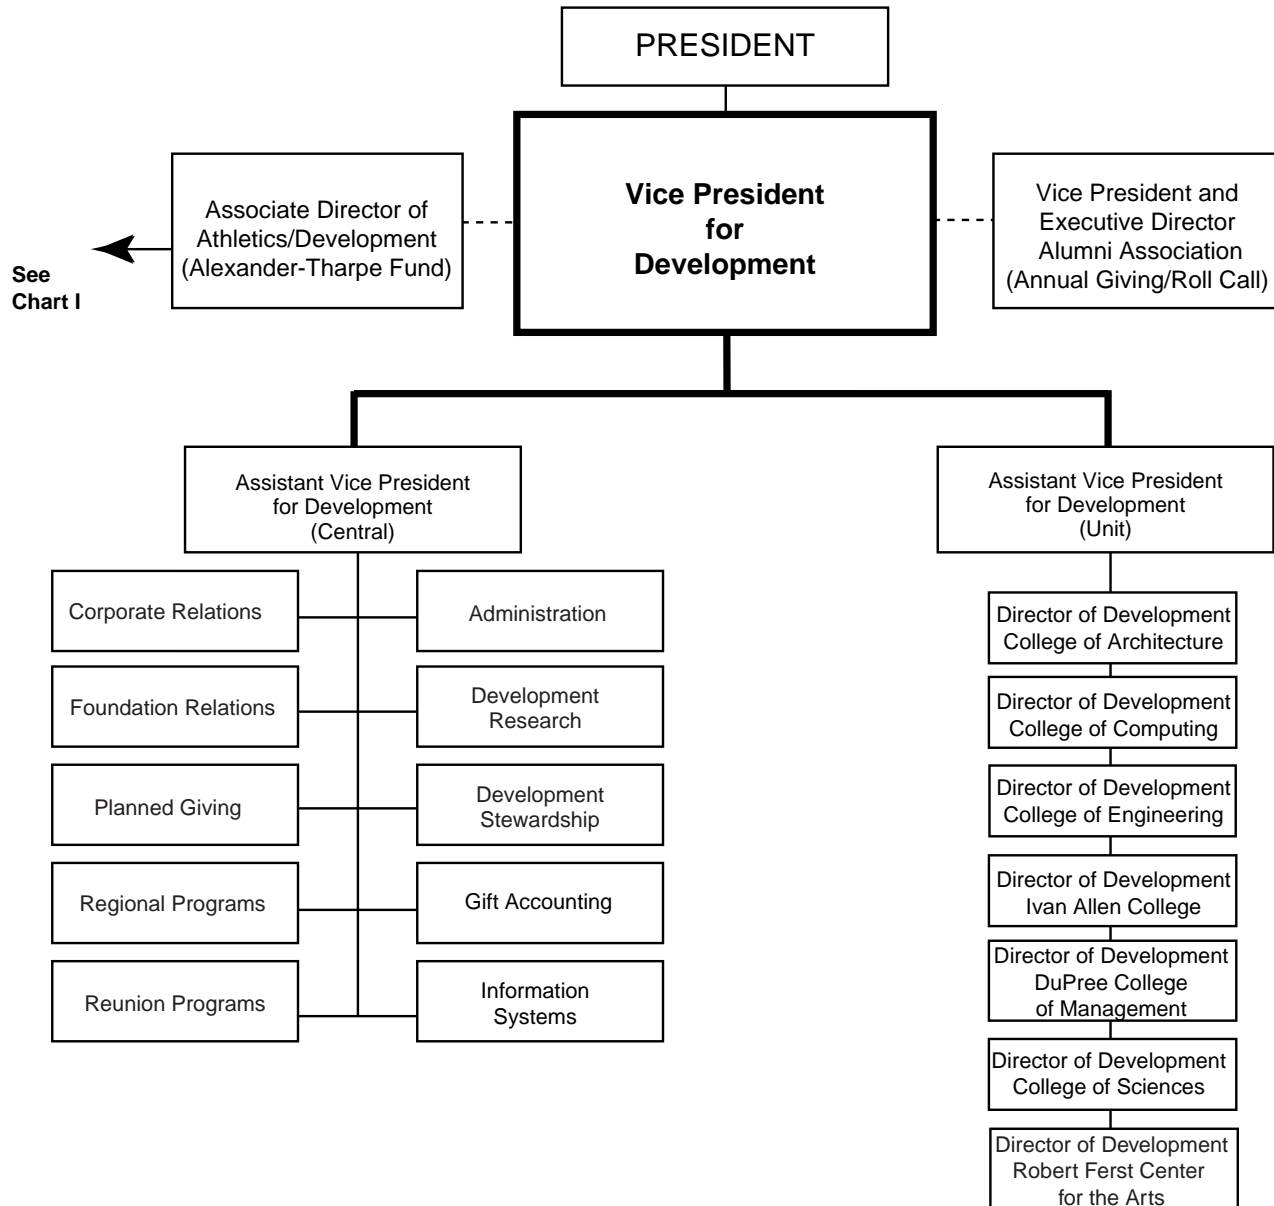 PRESIDENT
Vice President
for
Development
Associate Director of
Athletics/Development
(Alexander-Tharpe Fund)
See
Chart I
Vice President and
Executive Director
Alumni Association
(Annual Giving/Roll Call)
Assistant Vice President
for Development
(Central)
Corporate Relations
Administration
Foundation Relations
Development
Research
Planned Giving
Development
Stewardship
Regional Programs
Gift Accounting
Reunion Programs
Information
Systems
Assistant Vice President
for Development
(Unit)
Director of Development
College of Architecture
Director of Development
College of Computing
Director of Development
College of Engineering
Director of Development
Ivan Allen College
Director of Development
DuPree College
of Management
Director of Development
College of Sciences
Director of Development
Robert Ferst Center
for the Arts